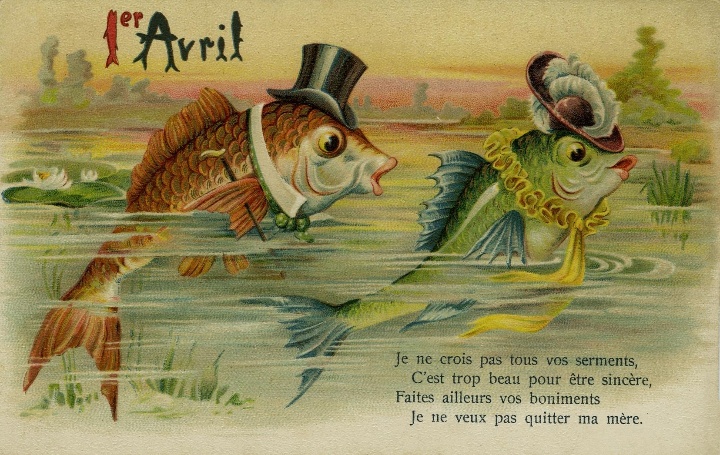 1er Avril
Je ne crois pas tous vos serments,
C'est trop beau pour être sincère,
Faites ailleurs vos boniments
Je ne veux pas quitter ma mère.